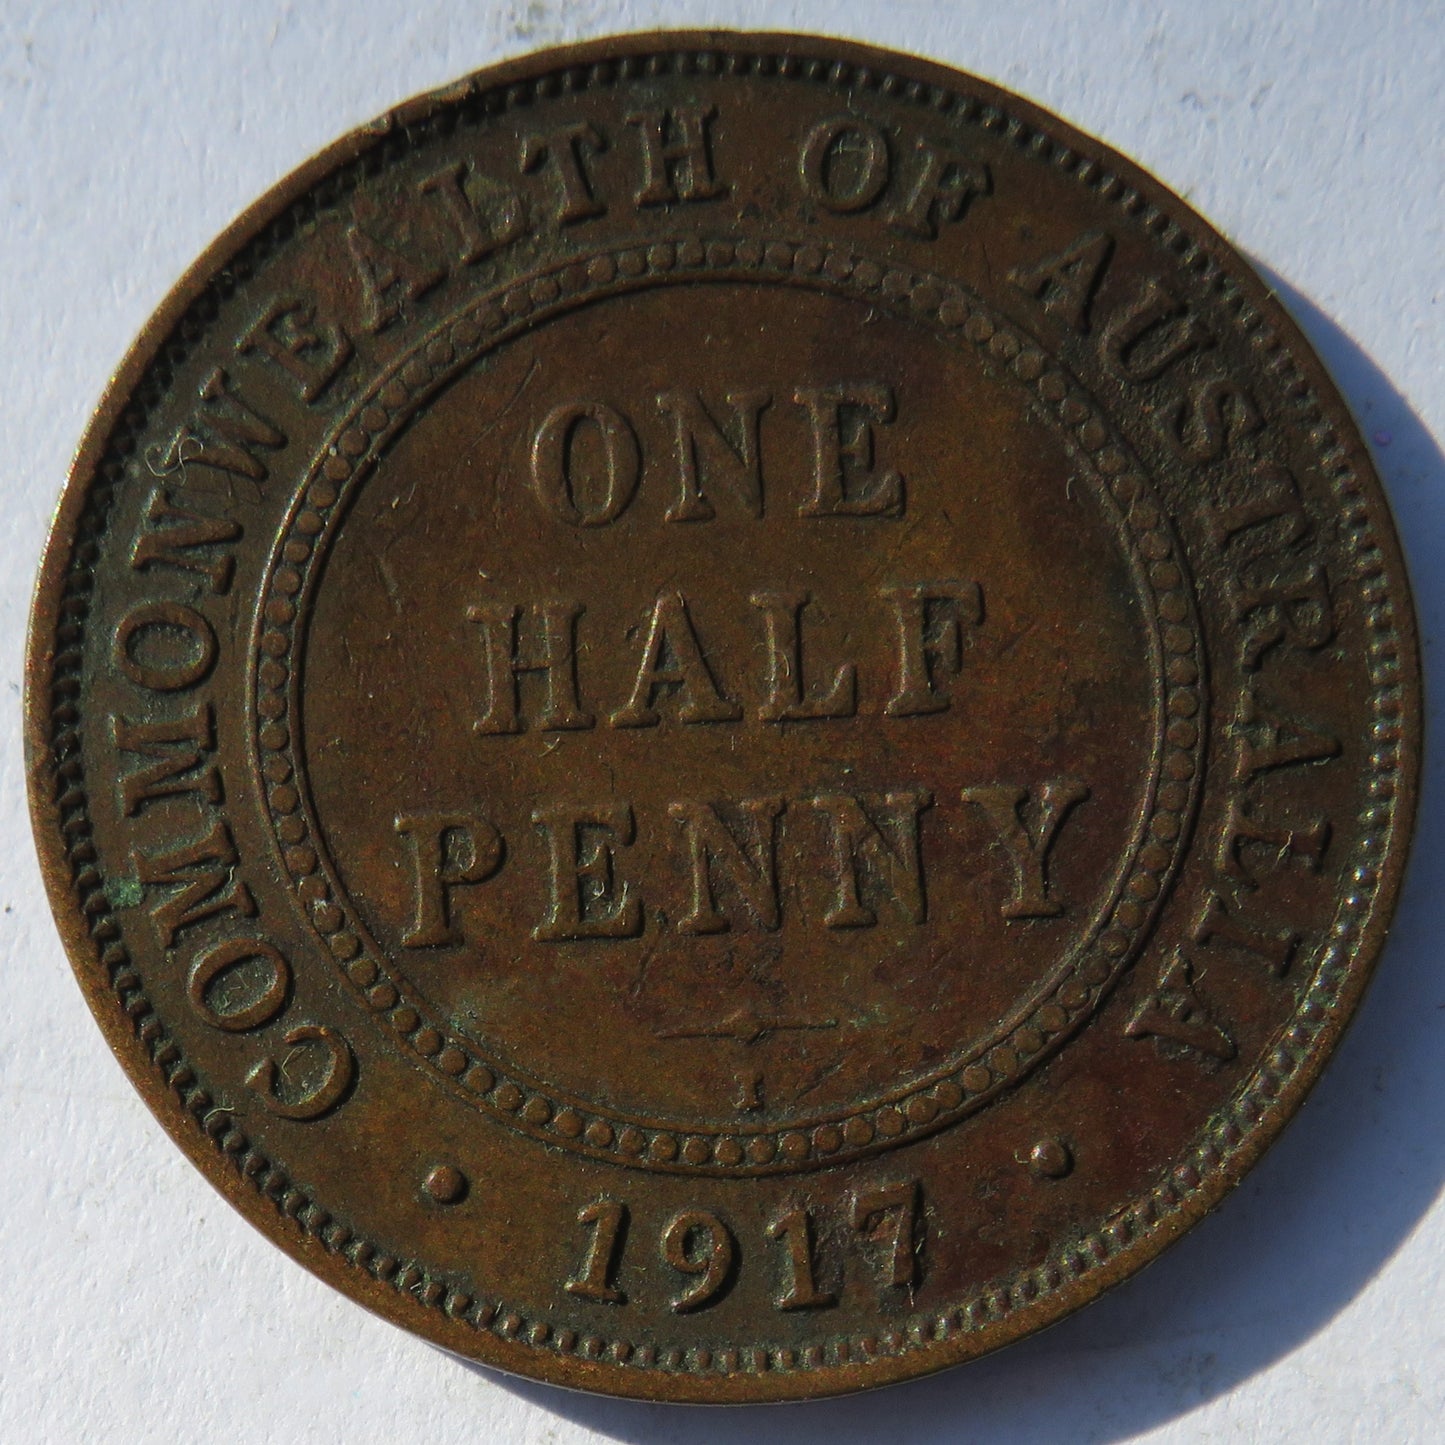 COMMONWEALTH OF AUSTRALIA
ONE
HALF
PENNY
I
· 1917 ·